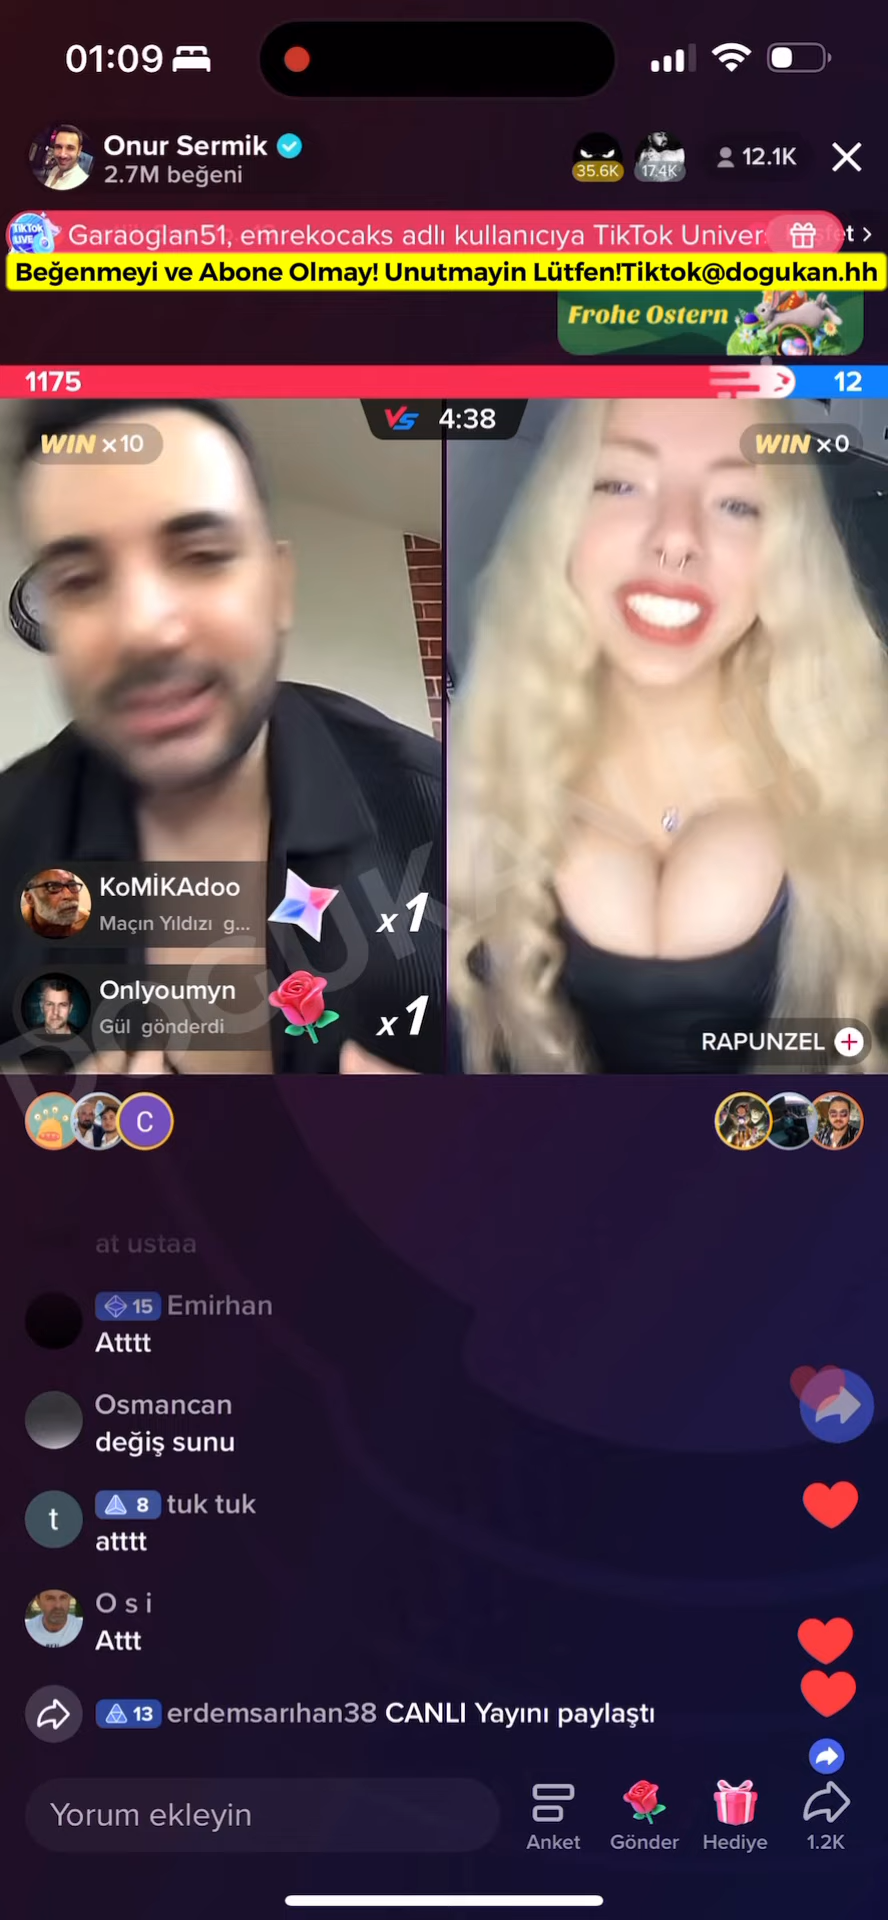 01:09
Onur Sermik
2.7M beğeni
35.6K
17.4K
12.1K
TikTok LIVE
Garaoglan51, emrekocaks adlı kullanıcıya TikTok Univer
Beğenmeyi ve Abone Olmay! Unutmayin Lütfen!Tiktok@dogukan.hh
Frohe Ostern
1175
12
VS 4:38
WIN x10
WIN x0
KoMİKAdoo
Maçın Yıldızı g...
x1
Onlyoumyn
Gül gönderdi
x1
RAPUNZEL
C
at ustaa
15 Emirhan
Atttt
Osmancan
değiş sunu
t
8 tuk tuk
atttt
O s i
Attt
13 erdemsarıhan38 CANLI Yayını paylaştı
Yorum ekleyin
Anket
Gönder
Hediye
1.2K